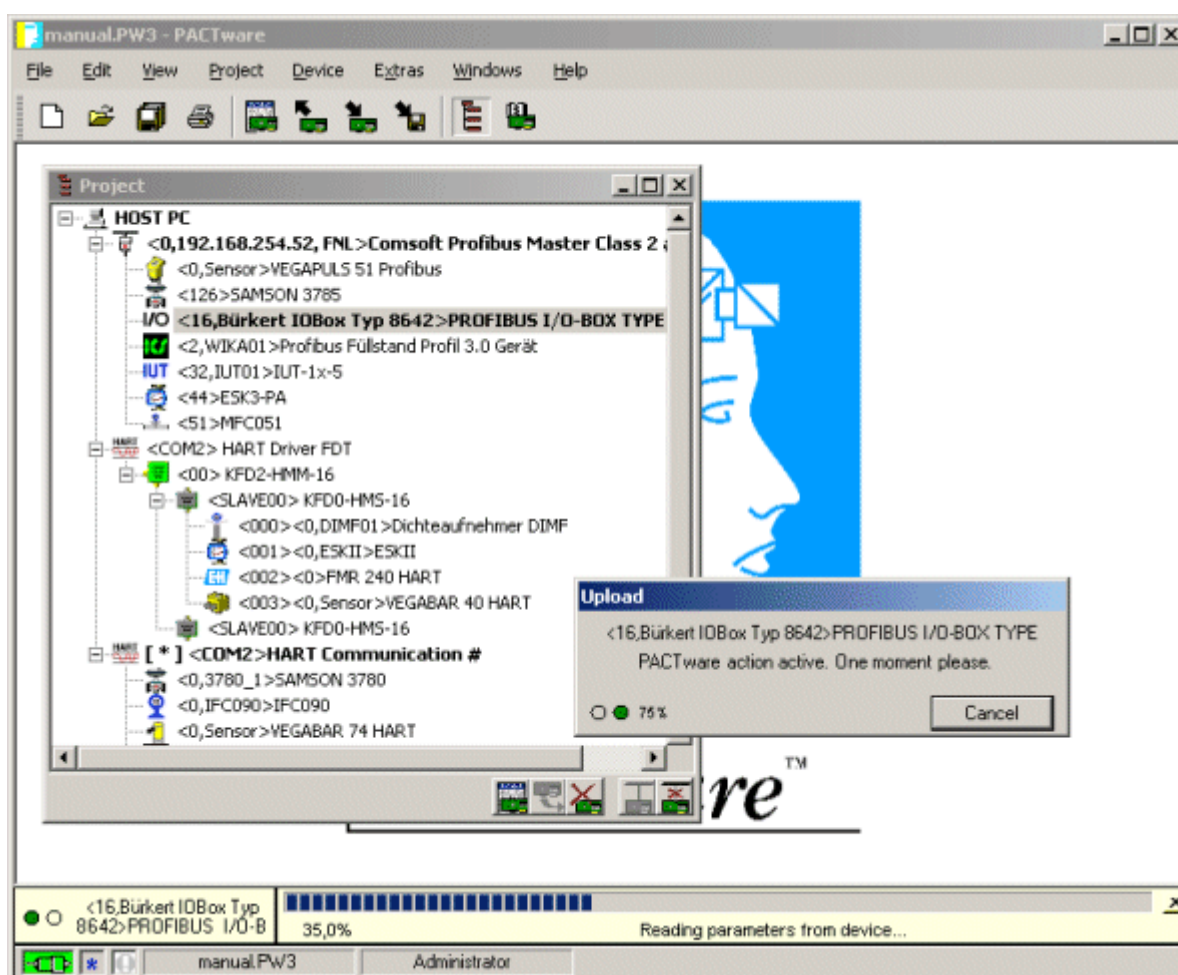 manual.PW3 - PACTware
File Edit View Project Device Extras Windows Help
Project
HOST PC
<0,192.168.254.52, FNL>Comsoft Profibus Master Class 2
<0,Sensor>VEGAPULS 51 Profibus
<126>SAMSON 3785
I/O <16,Bürkert IOBox Typ 8642>PROFIBUS I/O-BOX TYPE
<2,WIKA01>Profibus Füllstand Profil 3.0 Gerät
IUT <32,IUT01>IUT-1x-5
<44>ESK3-PA
<51>MFC051
HART <COM2> HART Driver FDT
<00> KFD2-HMM-16
<SLAVE00> KFD0-HMS-16
<000><0,DIMF01>Dichteaufnehmer DIMF
<001><0,ESKII>ESKII
EH <002><0>FMR 240 HART
<003><0,Sensor>VEGABAR 40 HART
<SLAVE00> KFD0-HMS-16
HART [ * ] <COM2>HART Communication #
<0,3780_1>SAMSON 3780
<0,IFC090>IFC090
<0,Sensor>VEGABAR 74 HART
Upload
<16,Bürkert IOBox Typ 8642>PROFIBUS I/O-BOX TYPE
PACTware action active. One moment please.
75%
Cancel
re™
<16,Bürkert IOBox Typ
8642>PROFIBUS I/O-B
35,0% Reading parameters from device...
manual.PW3 Administrator